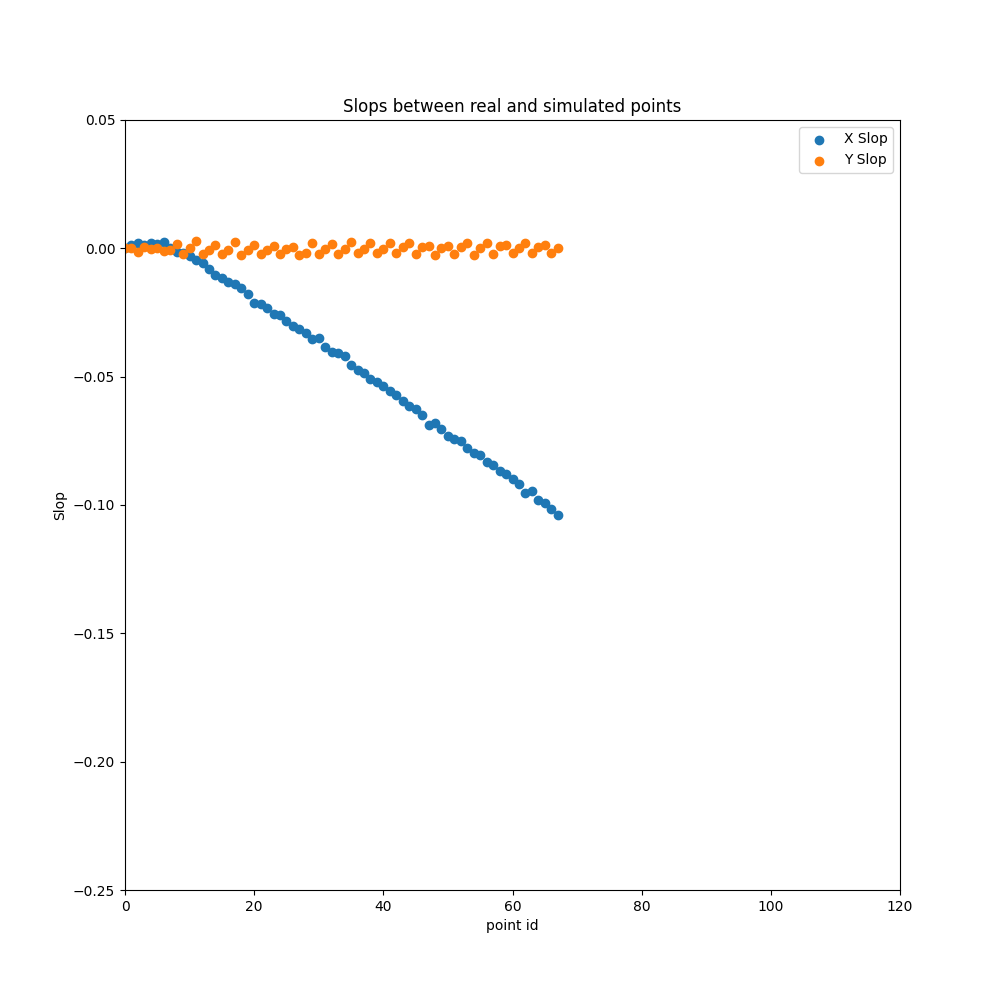 Slops between real and simulated points
X Slop
Y Slop
0.05
0.00
−0.05
−0.10
−0.15
−0.20
−0.25
Slop
0 20 40 60 80 100 120
point id